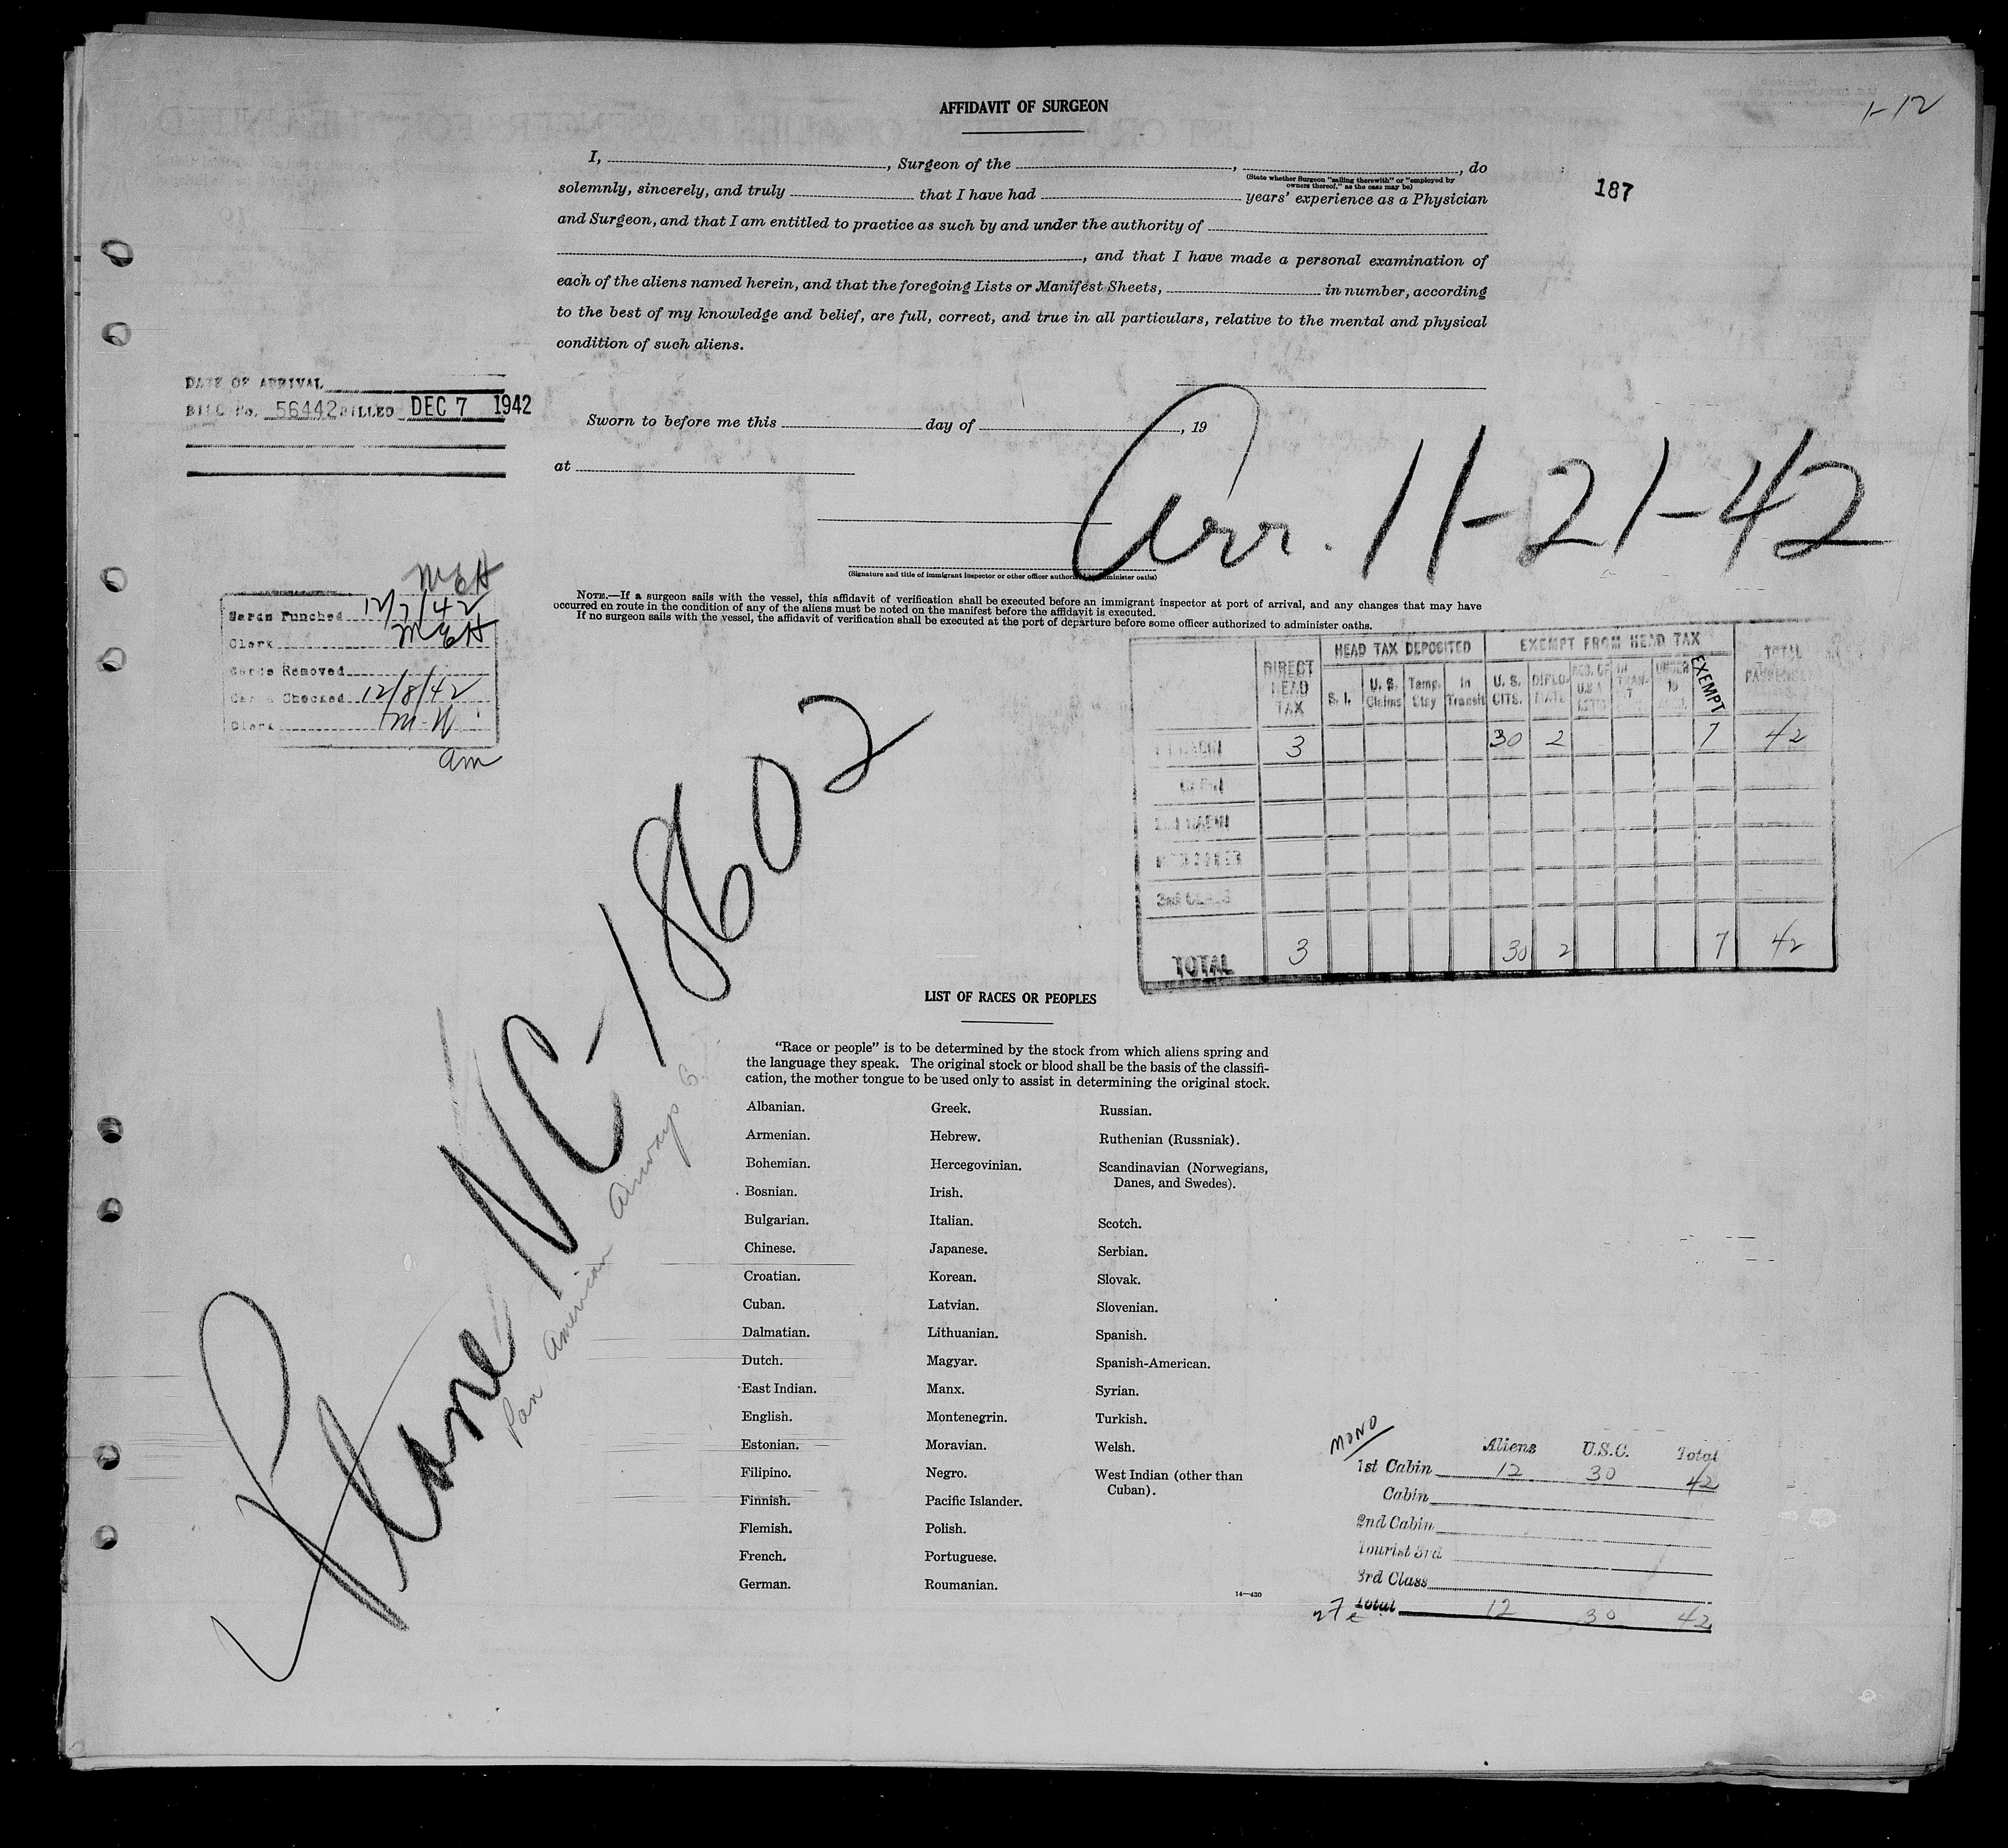 AFFIDAVIT OF SURGEON
1-12
187
I, , Surgeon of the , , do
(State whether Surgeon "sailing therewith" or "employed by owners thereof," as the case may be)
solemnly, sincerely, and truly that I have had years' experience as a Physician
and Surgeon, and that I am entitled to practice as such by and under the authority of
, and that I have made a personal examination of
each of the aliens named herein, and that the foregoing Lists or Manifest Sheets, in number, according
to the best of my knowledge and belief, are full, correct, and true in all particulars, relative to the mental and physical
condition of such aliens.
DATE OF ARRIVAL
BILL No. 56442 BILLED DEC 7 1942
Sworn to before me this day of , 19
at
Arr. 11-21-42
(Signature and title of immigrant inspector or other officer authorized to administer oaths)
NOTE.—If a surgeon sails with the vessel, this affidavit of verification shall be executed before an immigrant inspector at port of arrival, and any changes that may have
occurred en route in the condition of any of the aliens must be noted on the manifest before the affidavit is executed.
If no surgeon sails with the vessel, the affidavit of verification shall be executed at the port of departure before some officer authorized to administer oaths.
MEH
Cards Punched 12/7/42
Clerk MEH
Cards Removed
Cards Checked 12/8/42
Clerk M-H
am
DIRECT HEAD TAX
HEAD TAX DEPOSITED
EXEMPT FROM HEAD TAX
TOTAL PASSENGERS
S. I. U. S. Claims Temp. Stay In Transit U. S. CITS. DIPLOMATS IN TRANSIT UNDER 16 EXEMPT
1st CABIN 3 30 2 7 42
CABIN
2nd CABIN
3rd CLASS
TOTAL 3 30 2 7 42
Plane NC-18602
Pan American Airways
LIST OF RACES OR PEOPLES
"Race or people" is to be determined by the stock from which aliens spring and
the language they speak. The original stock or blood shall be the basis of the classifi-
cation, the mother tongue to be used only to assist in determining the original stock.
Albanian.
Armenian.
Bohemian.
Bosnian.
Bulgarian.
Chinese.
Croatian.
Cuban.
Dalmatian.
Dutch.
East Indian.
English.
Estonian.
Filipino.
Finnish.
Flemish.
French.
German.
Greek.
Hebrew.
Hercegovinian.
Irish.
Italian.
Japanese.
Korean.
Latvian.
Lithuanian.
Magyar.
Manx.
Montenegrin.
Moravian.
Negro.
Pacific Islander.
Polish.
Portuguese.
Roumanian.
Russian.
Ruthenian (Russniak).
Scandinavian (Norwegians,
Danes, and Swedes).
Scotch.
Serbian.
Slovak.
Slovenian.
Spanish.
Spanish-American.
Syrian.
Turkish.
Welsh.
West Indian (other than
Cuban).
14—430
MONO
Aliens U.S.C. Total
1st Cabin 12 30 42
Cabin
2nd Cabin
Tourist 3rd
3rd Class
Total 12 30 42